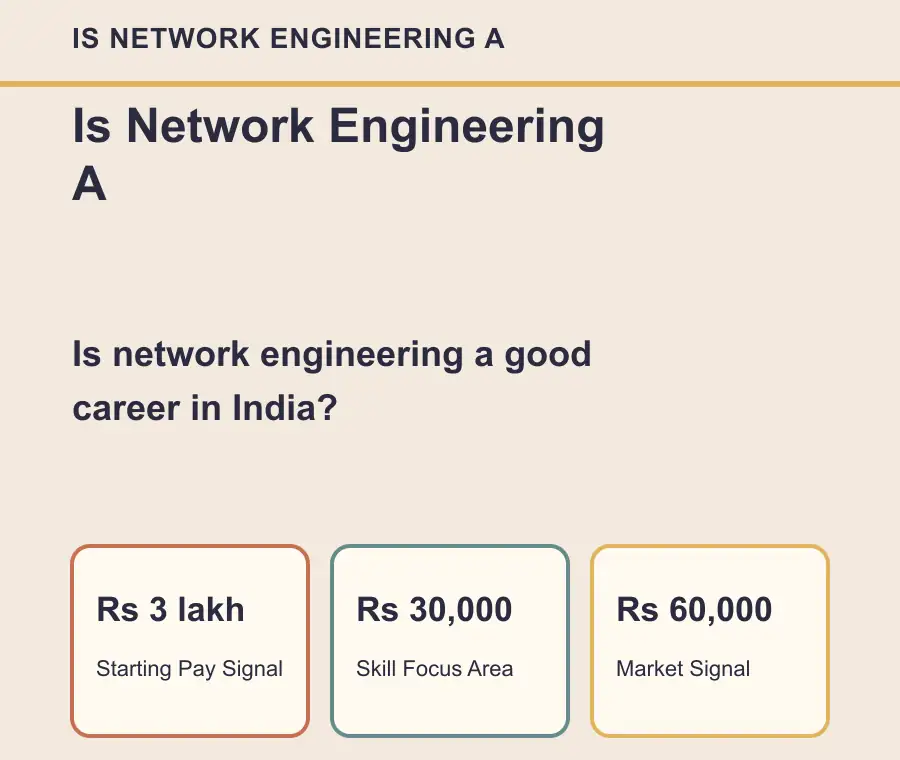 IS NETWORK ENGINEERING A
Is Network Engineering
A
Is network engineering a good
career in India?
Rs 3 lakh
Starting Pay Signal
Rs 30,000
Skill Focus Area
Rs 60,000
Market Signal